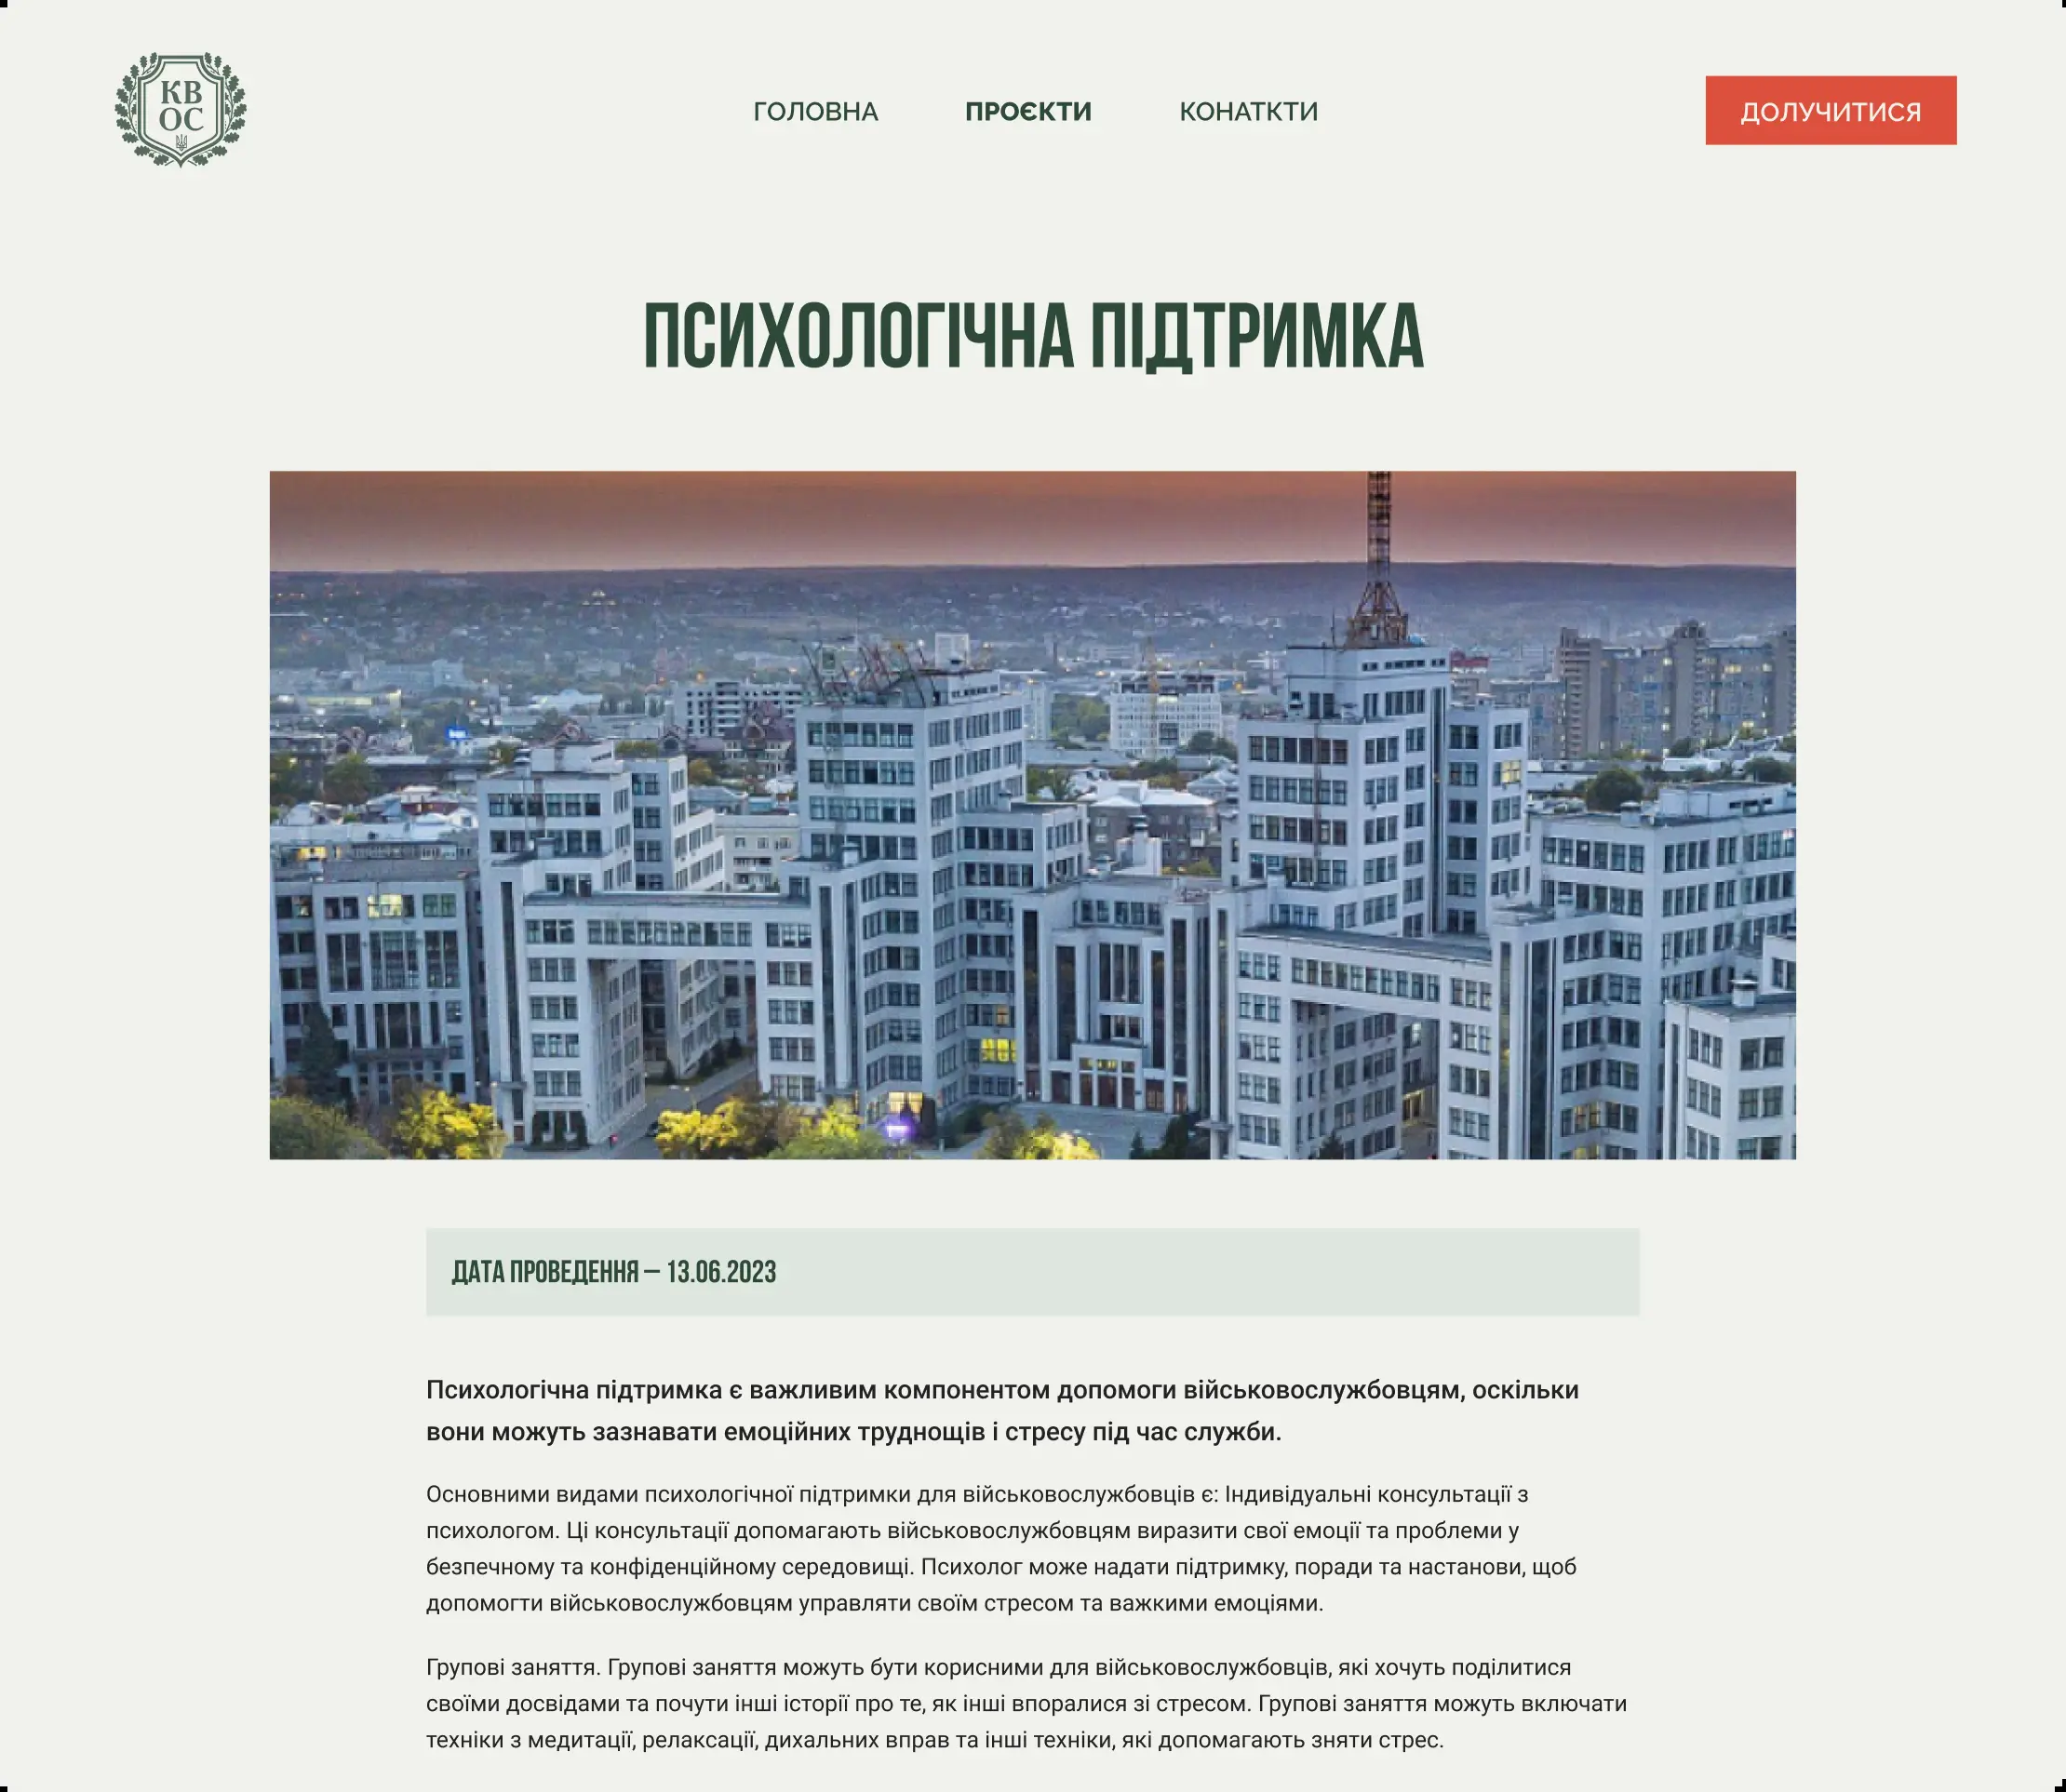 КВ
ОС
ГОЛОВНА
ПРОЄКТИ
КОНАТКТИ
ДОЛУЧИТИСЯ
ПСИХОЛОГІЧНА ПІДТРИМКА
ДАТА ПРОВЕДЕННЯ – 13.06.2023
Психологічна підтримка є важливим компонентом допомоги військовослужбовцям, оскільки
вони можуть зазнавати емоційних труднощів і стресу під час служби.
Основними видами психологічної підтримки для військовослужбовців є: Індивідуальні консультації з
психологом. Ці консультації допомагають військовослужбовцям виразити свої емоції та проблеми у
безпечному та конфіденційному середовищі. Психолог може надати підтримку, поради та настанови, щоб
допомогти військовослужбовцям управляти своїм стресом та важкими емоціями.
Групові заняття. Групові заняття можуть бути корисними для військовослужбовців, які хочуть поділитися
своїми досвідами та почути інші історії про те, як інші впоралися зі стресом. Групові заняття можуть включати
техніки з медитації, релаксації, дихальних вправ та інші техніки, які допомагають зняти стрес.